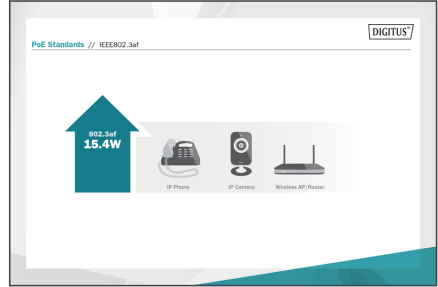 DIGITUS®
PoE Standards // IEEE802.3af
802.3af
15.4W
IP Phone
IP Camera
Wireless AP/Router